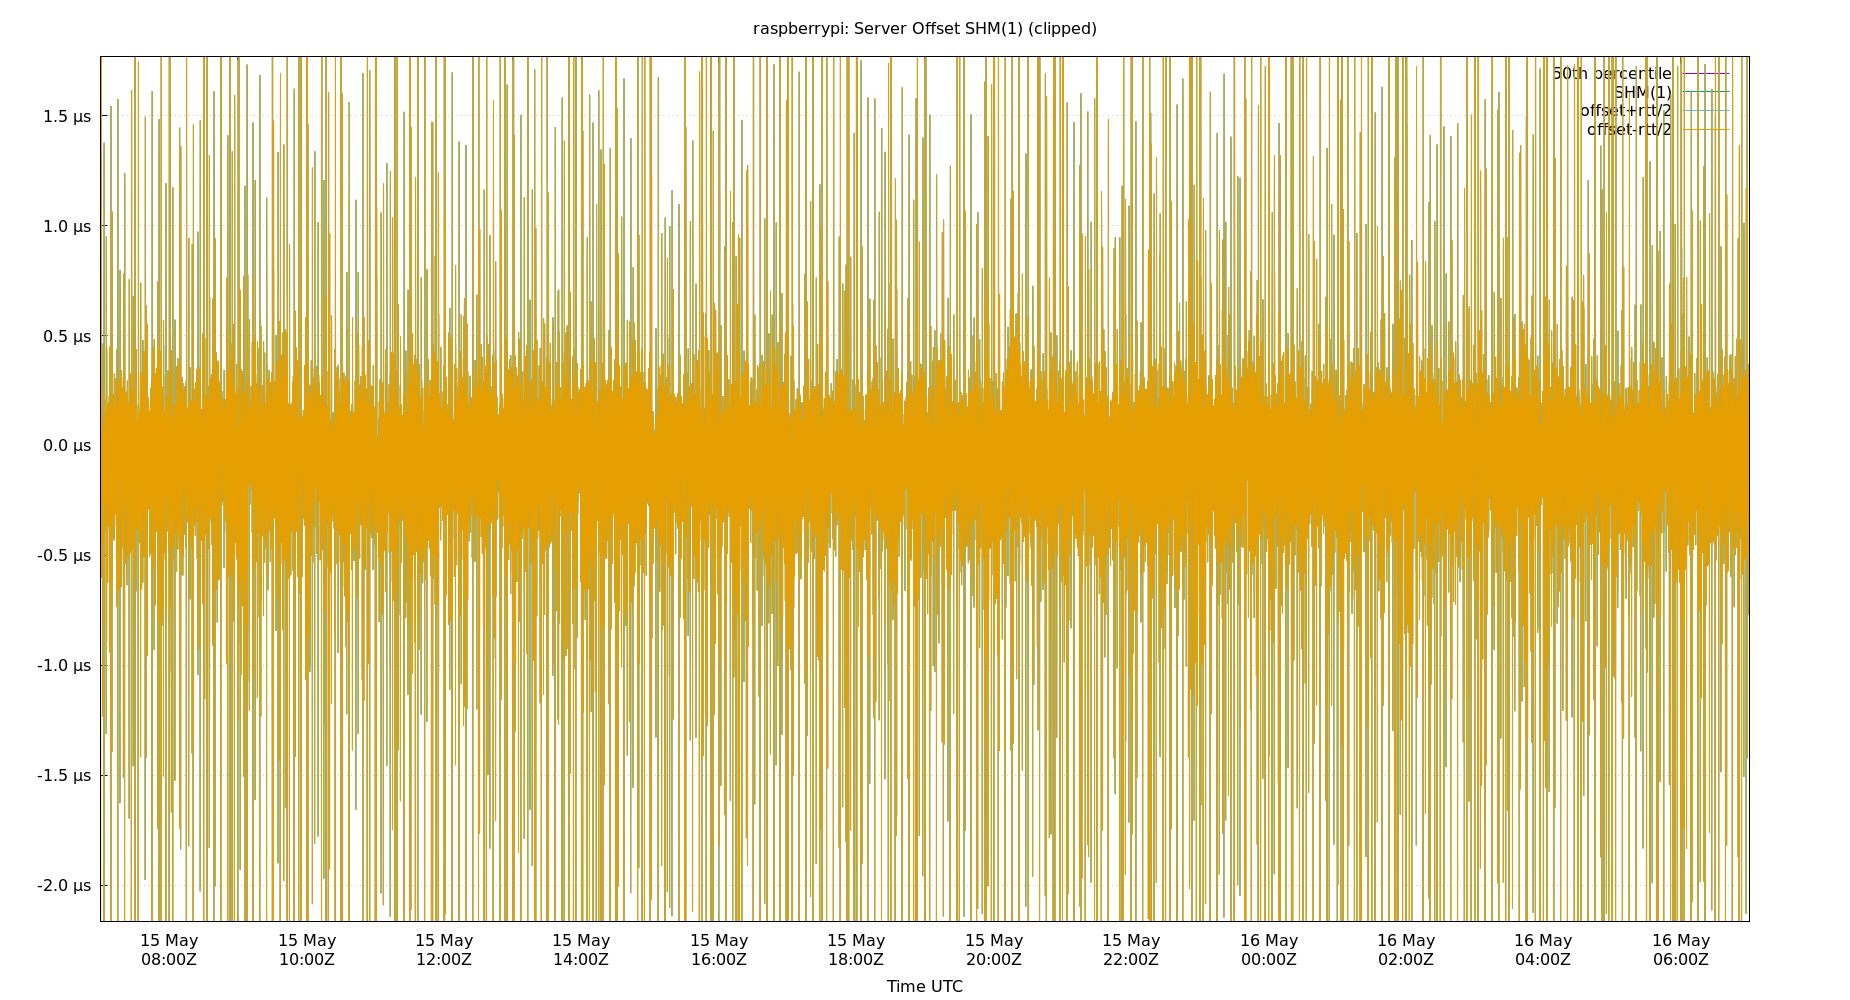 raspberrypi: Server Offset SHM(1) (clipped)
50th percentile
SHM(1)
offset+rtt/2
offset-rtt/2
1.5 µs
1.0 µs
0.5 µs
0.0 µs
-0.5 µs
-1.0 µs
-1.5 µs
-2.0 µs
15 May 15 May 15 May 15 May 15 May 15 May 15 May 15 May 16 May 16 May 16 May 16 May
08:00Z 10:00Z 12:00Z 14:00Z 16:00Z 18:00Z 20:00Z 22:00Z 00:00Z 02:00Z 04:00Z 06:00Z
Time UTC